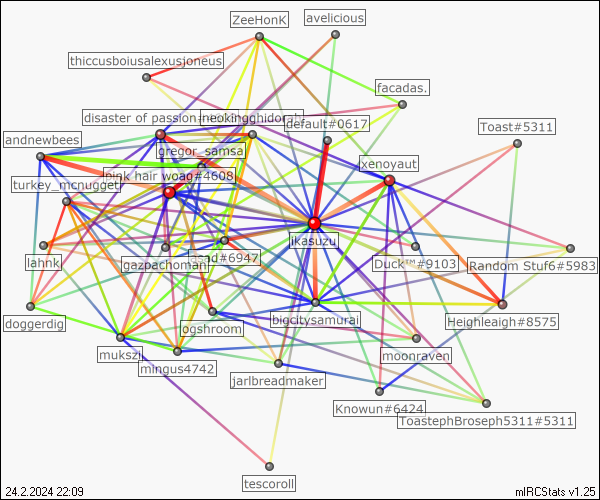 ZeeHonK
avelicious
thiccusboiusalexusjoneus
facadas.
disaster of passion
default#0617
Toast#5311
andnewbees
gregor_samsa
xenoyaut
turkey_mcnugget
pink hair woag#4608
ikasuzu
lahnk
gazpachoman
asad#6947
Duck™#9103
Random Stuf6#5983
doggerdig
ogshroom
bigcitysamurai
Heighleaigh#8575
mukszi
mingus4742
moonraven
jarlbreadmaker
Knowun#6424
ToastephBroseph5311#5311
tescoroll
24.2.2024 22:09
mIRCStats v1.25